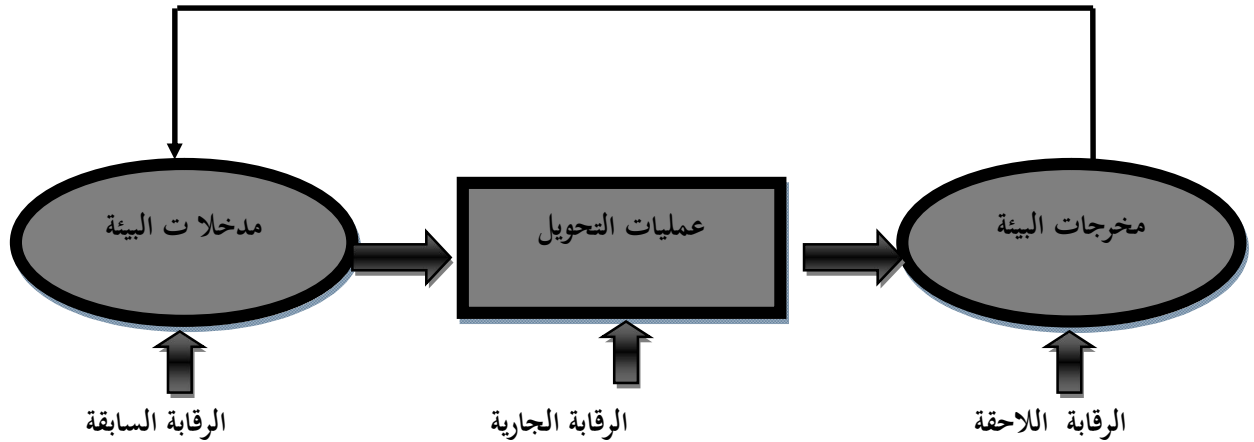 مدخلا ت البيئة
عمليات التحويل
مخرجات البيئة
الرقابة السابقة
الرقابة الجارية
الرقابة اللاحقة